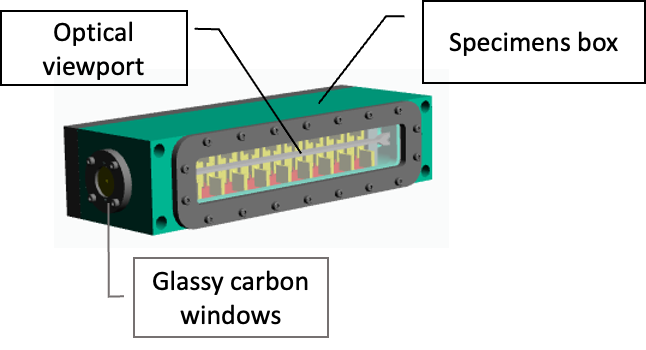 Optical
viewport
Specimens box
Glassy carbon
windows